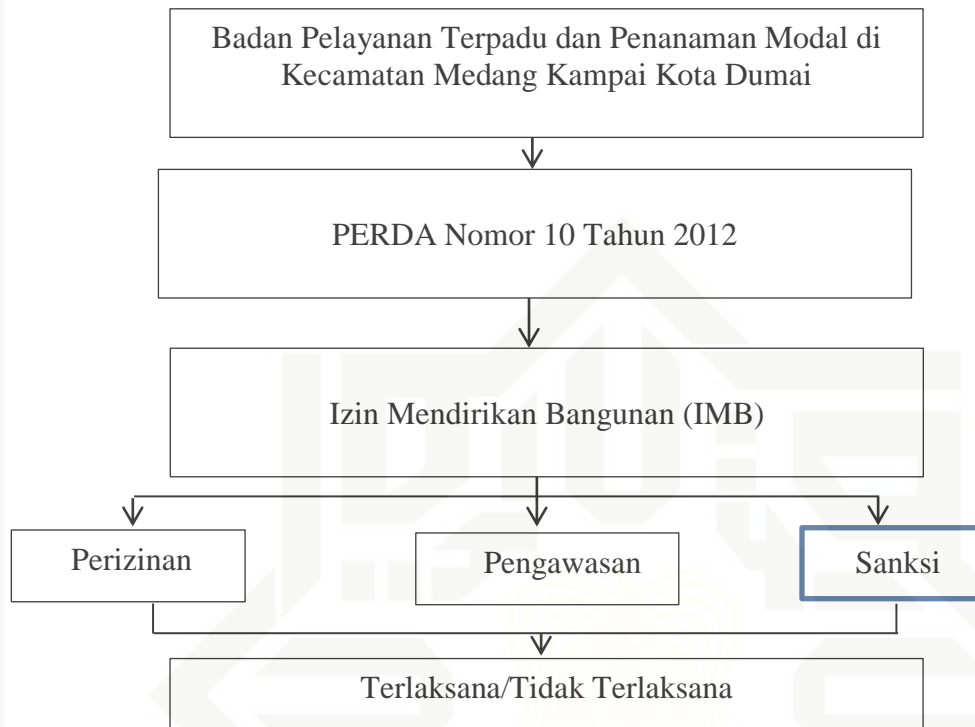 Badan Pelayanan Terpadu dan Penanaman Modal di
Kecamatan Medang Kampai Kota Dumai
PERDA Nomor 10 Tahun 2012
Izin Mendirikan Bangunan (IMB)
Perizinan
Pengawasan
Sanksi
Terlaksana/Tidak Terlaksana